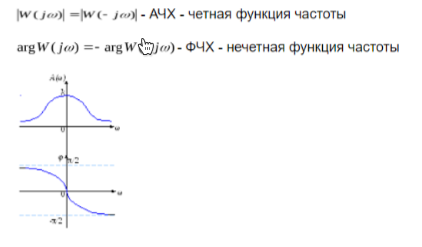 |W(jω)| =|W(- jω)| - АЧХ - четная функция частоты
arg W(jω) =- arg W(jω) - ФЧХ - нечетная функция частоты
A(ω)
1
0
ω
φ
π/2
0
ω
-π/2